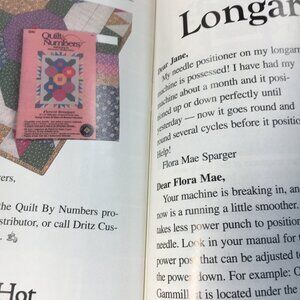 Quilt
Numbers
ers.
the Quilt By Numbers pro-
istributor, or call Dritz Cus-
Hot
Longar
Dear Jane,
My needle positioner on my longarm
machine is possessed! I have had my
machine about a month and it posi-
tioned up or down perfectly until
yesterday — now it goes round and
round several cycles before it positio
Help!
Flora Mae Sparger
Dear Flora Mae,
Your machine is breaking in, an
now is running a little smoother.
takes less power punch to position
needle. Look in your manual for
power pos that can be adjusted to
the power down. For example: O
Gammill, it is located under the